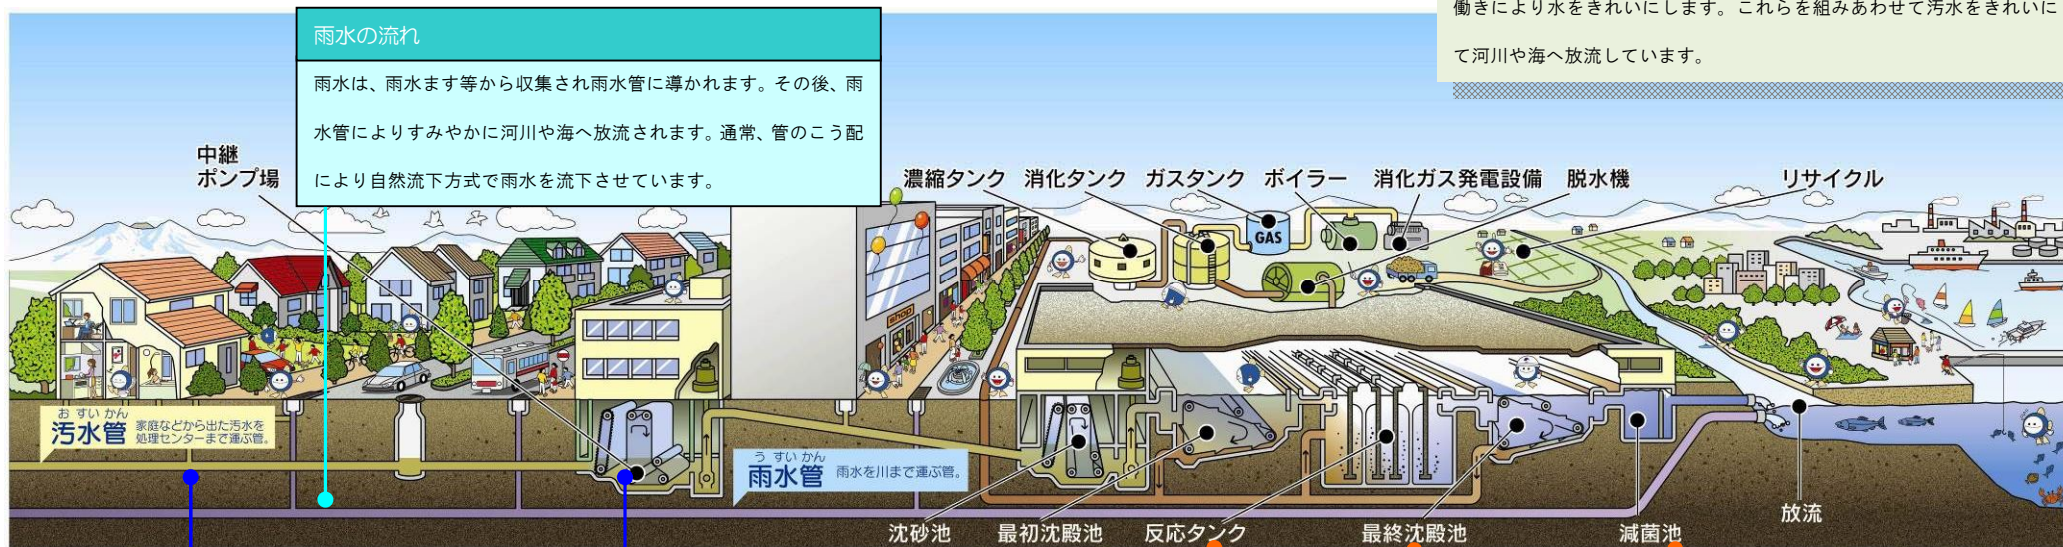 働きにより水をきれいにします。これらを組みあわせて汚水をきれいに
て河川や海へ放流しています。
雨水の流れ
雨水は、雨水ます等から収集され雨水管に導かれます。その後、雨
水管によりすみやかに河川や海へ放流されます。通常、管のこう配
により自然流下方式で雨水を流下させています。
中継
ポンプ場
濃縮タンク
消化タンク
ガスタンク
ボイラー
消化ガス発電設備
脱水機
リサイクル
GAS
shop
お すい かん
汚水管
家庭などから出た汚水を
処理センターまで運ぶ管。
う すい かん
雨水管
雨水を川まで運ぶ管。
沈砂池
最初沈殿池
反応タンク
最終沈殿池
滅菌池
放流